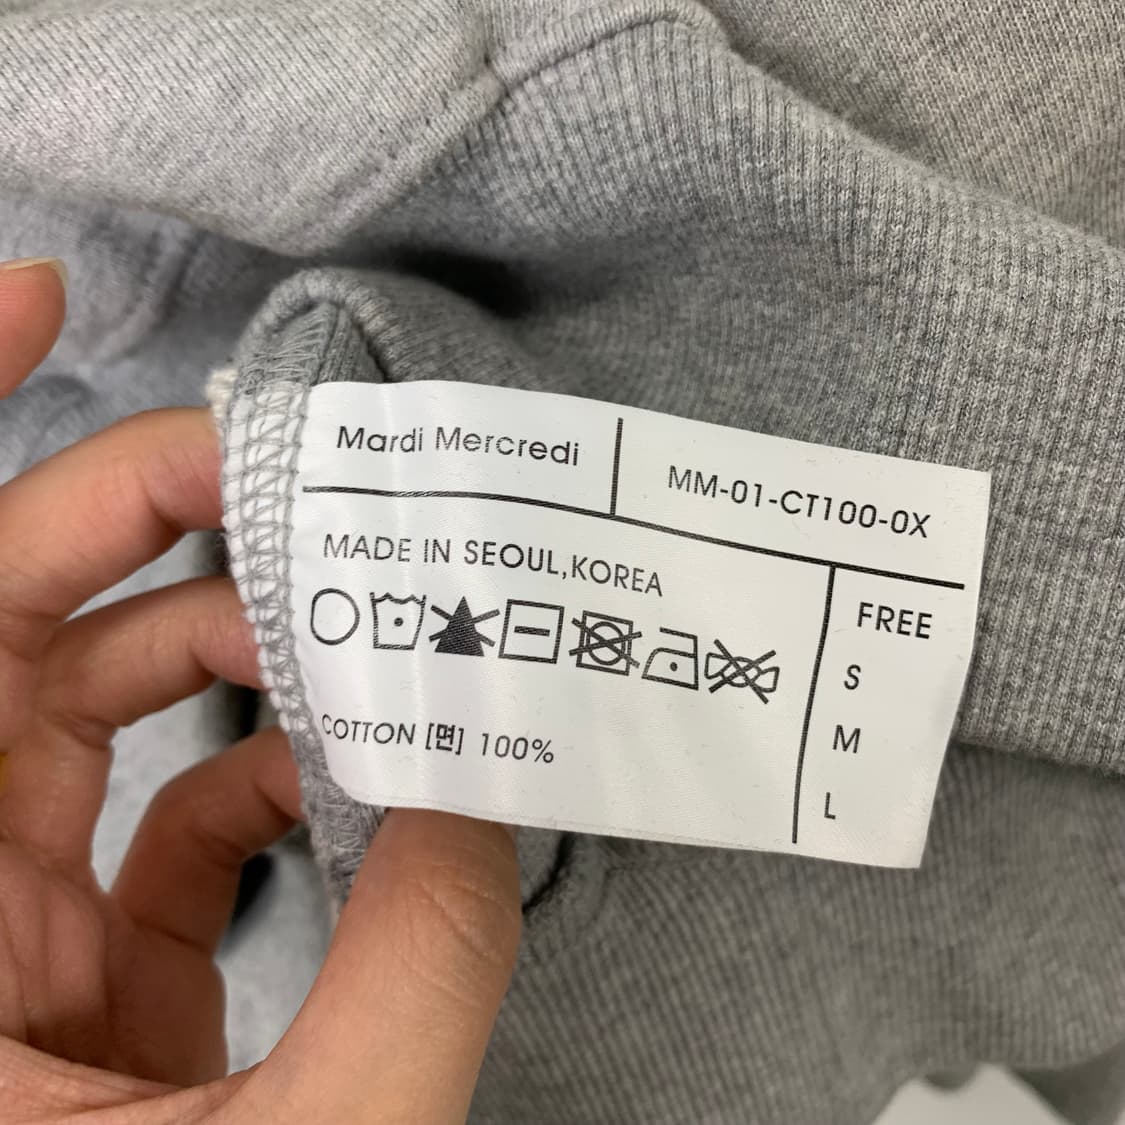 Mardi Mercredi
MM-01-CT100-0X
MADE IN SEOUL,KOREA
COTTON [면] 100%
FREE
S
M
L